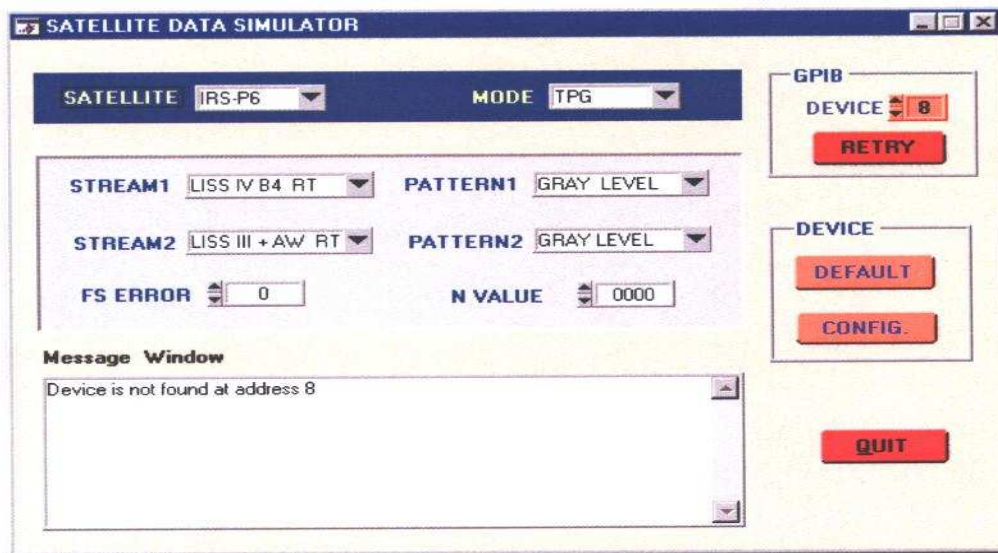 SATELLITE DATA SIMULATOR
SATELLITE IRS-P6 MODE TPG
STREAM1 LISS IV B4 RT PATTERN1 GRAY LEVEL
STREAM2 LISS III + AW RT PATTERN2 GRAY LEVEL
FS ERROR 0 N VALUE 0000
Message Window
Device is not found at address 8
GPIB
DEVICE 8
RETRY
DEVICE
DEFAULT
CONFIG.
QUIT